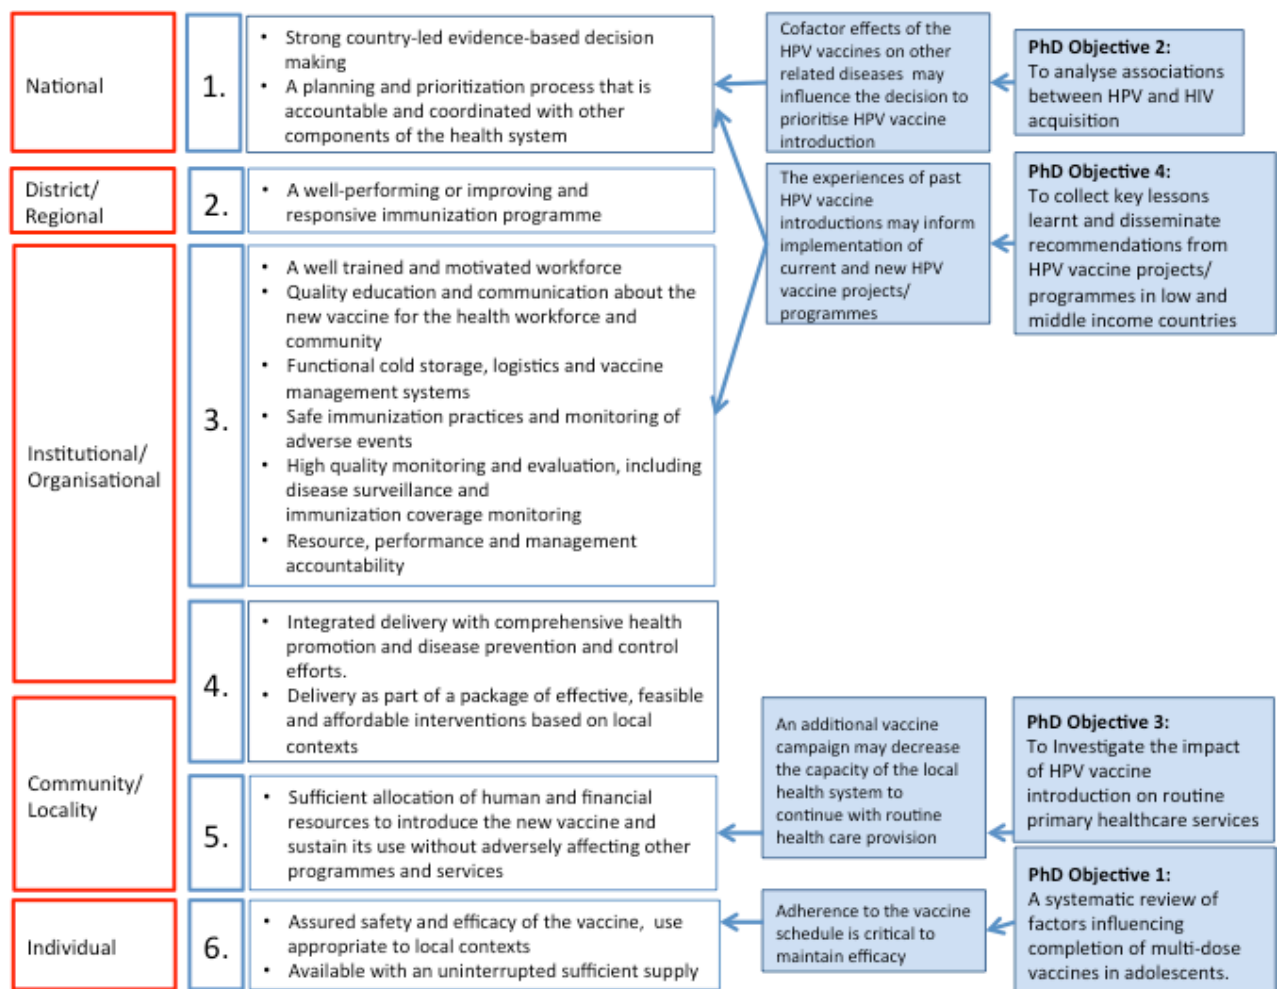 National
1.
• Strong country-led evidence-based decision
making
• A planning and prioritization process that is
accountable and coordinated with other
components of the health system
Cofactor effects of the
HPV vaccines on other
related diseases may
influence the decision to
prioritise HPV vaccine
introduction
PhD Objective 2:
To analyse associations
between HPV and HIV
acquisition
District/
Regional
2.
• A well-performing or improving and
responsive immunization programme
The experiences of past
HPV vaccine
introductions may inform
implementation of
current and new HPV
vaccine projects/
programmes
PhD Objective 4:
To collect key lessons
learnt and disseminate
recommendations from
HPV vaccine projects/
programmes in low and
middle income countries
Institutional/
Organisational
3.
• A well trained and motivated workforce
• Quality education and communication about the
new vaccine for the health workforce and
community
• Functional cold storage, logistics and vaccine
management systems
• Safe immunization practices and monitoring of
adverse events
• High quality monitoring and evaluation, including
disease surveillance and
immunization coverage monitoring
• Resource, performance and management
accountability
4.
• Integrated delivery with comprehensive health
promotion and disease prevention and control
efforts.
• Delivery as part of a package of effective, feasible
and affordable interventions based on local
contexts
Community/
Locality
5.
• Sufficient allocation of human and financial
resources to introduce the new vaccine and
sustain its use without adversely affecting other
programmes and services
An additional vaccine
campaign may decrease
the capacity of the local
health system to
continue with routine
health care provision
PhD Objective 3:
To Investigate the impact
of HPV vaccine
introduction on routine
primary healthcare services
Individual
6.
• Assured safety and efficacy of the vaccine, use
appropriate to local contexts
• Available with an uninterrupted sufficient supply
Adherence to the vaccine
schedule is critical to
maintain efficacy
PhD Objective 1:
A systematic review of
factors influencing
completion of multi-dose
vaccines in adolescents.